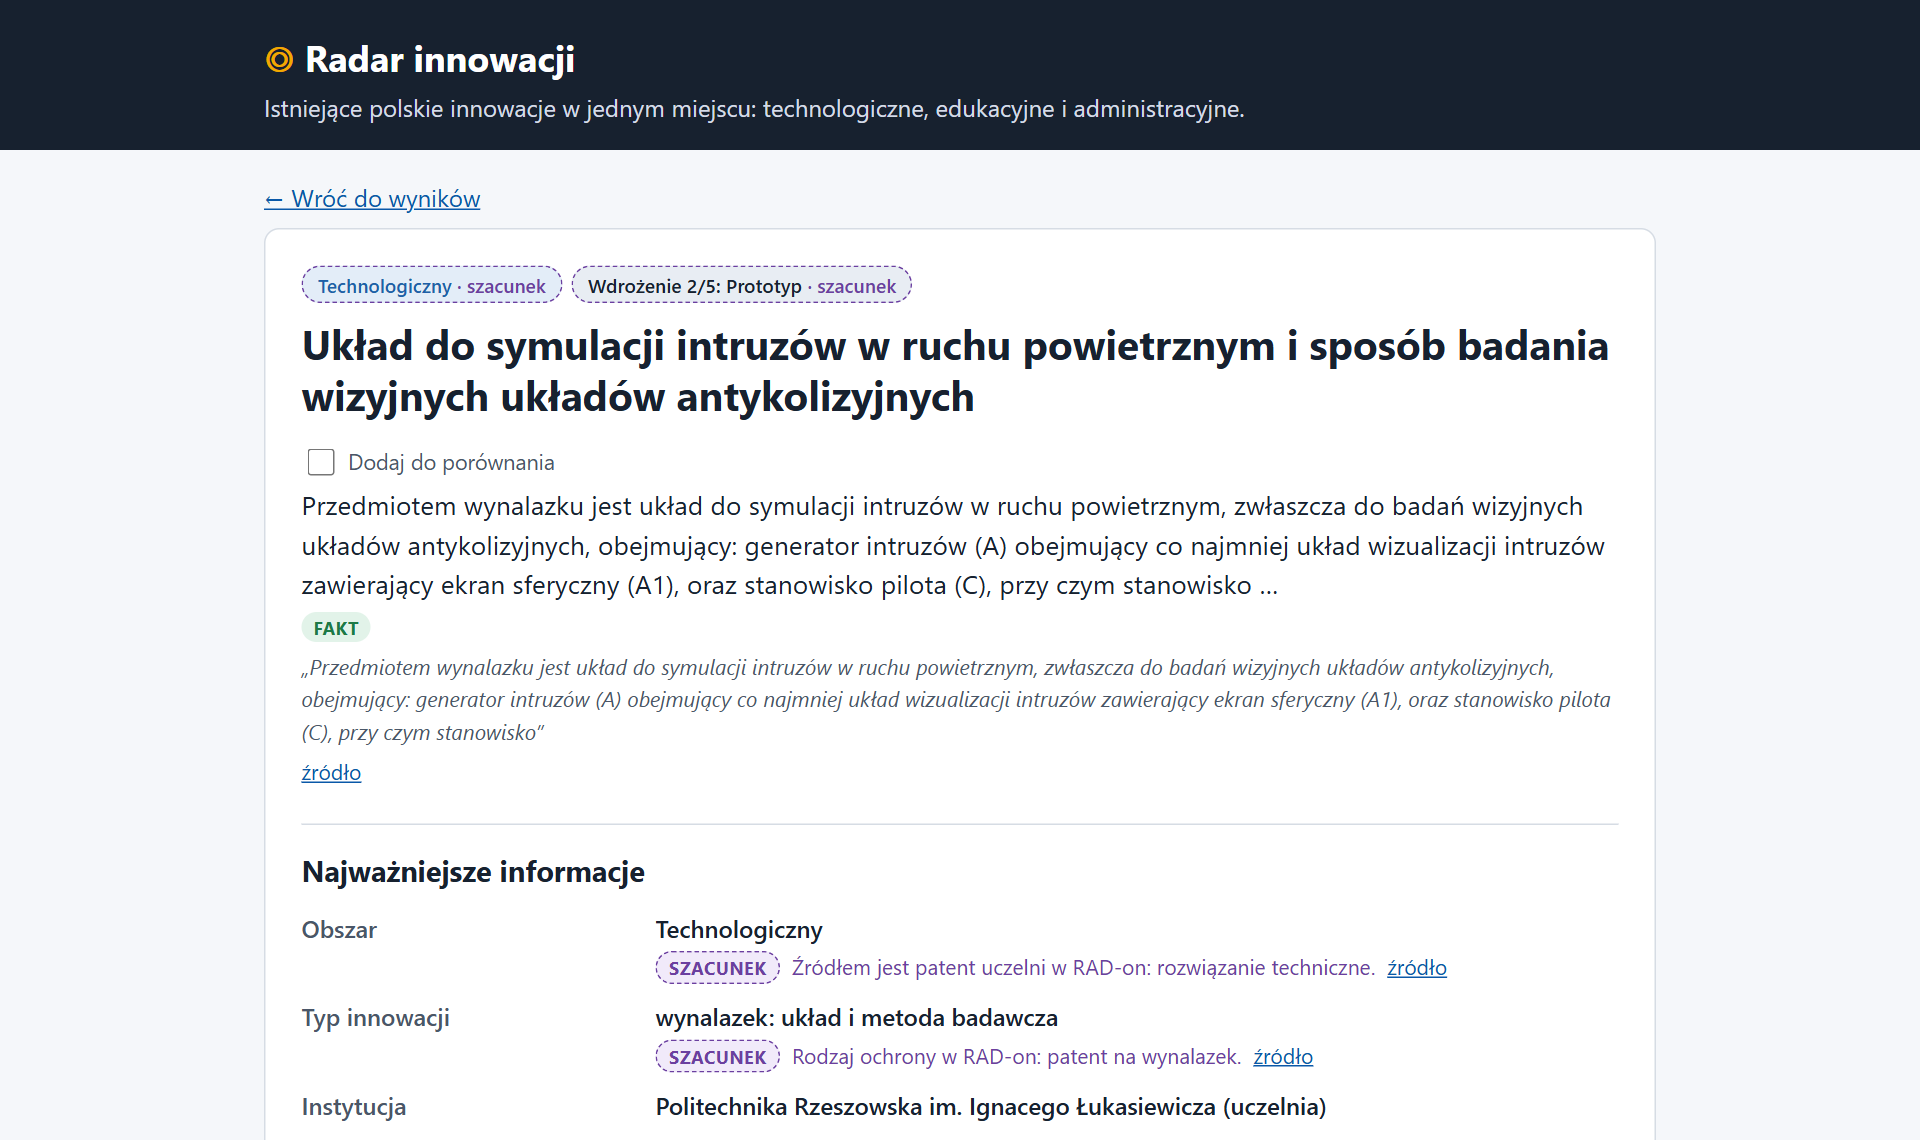 Radar innowacji
Istniejące polskie innowacje w jednym miejscu: technologiczne, edukacyjne i administracyjne.
← Wróć do wyników
Technologiczny · szacunek
Wdrożenie 2/5: Prototyp · szacunek
Układ do symulacji intruzów w ruchu powietrznym i sposób badania
wizyjnych układów antykolizyjnych
Dodaj do porównania
Przedmiotem wynalazku jest układ do symulacji intruzów w ruchu powietrznym, zwłaszcza do badań wizyjnych
układów antykolizyjnych, obejmujący: generator intruzów (A) obejmujący co najmniej układ wizualizacji intruzów
zawierający ekran sferyczny (A1), oraz stanowisko pilota (C), przy czym stanowisko ...
FAKT
„Przedmiotem wynalazku jest układ do symulacji intruzów w ruchu powietrznym, zwłaszcza do badań wizyjnych układów antykolizyjnych,
obejmujący: generator intruzów (A) obejmujący co najmniej układ wizualizacji intruzów zawierający ekran sferyczny (A1), oraz stanowisko pilota
(C), przy czym stanowisko”
źródło
Najważniejsze informacje
Obszar
Technologiczny
SZACUNEK Źródłem jest patent uczelni w RAD-on: rozwiązanie techniczne. źródło
Typ innowacji
wynalazek: układ i metoda badawcza
SZACUNEK Rodzaj ochrony w RAD-on: patent na wynalazek. źródło
Instytucja
Politechnika Rzeszowska im. Ignacego Łukasiewicza (uczelnia)